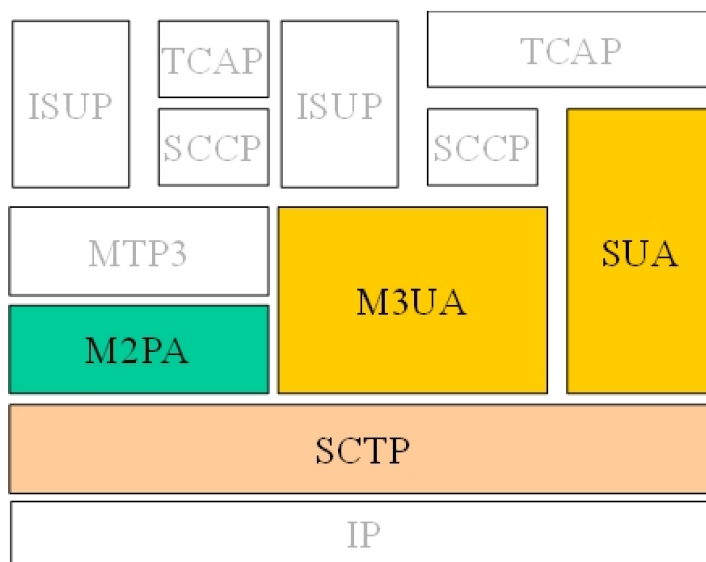 ISUP
TCAP
ISUP
TCAP
SCCP
SCCP
MTP3
M3UA
SUA
M2PA
SCTP
IP